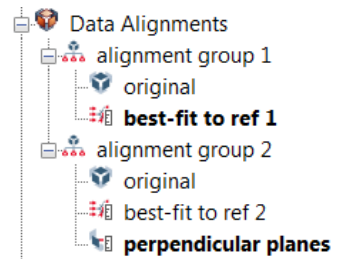 Data Alignments
alignment group 1
original
best-fit to ref 1
alignment group 2
original
best-fit to ref 2
perpendicular planes